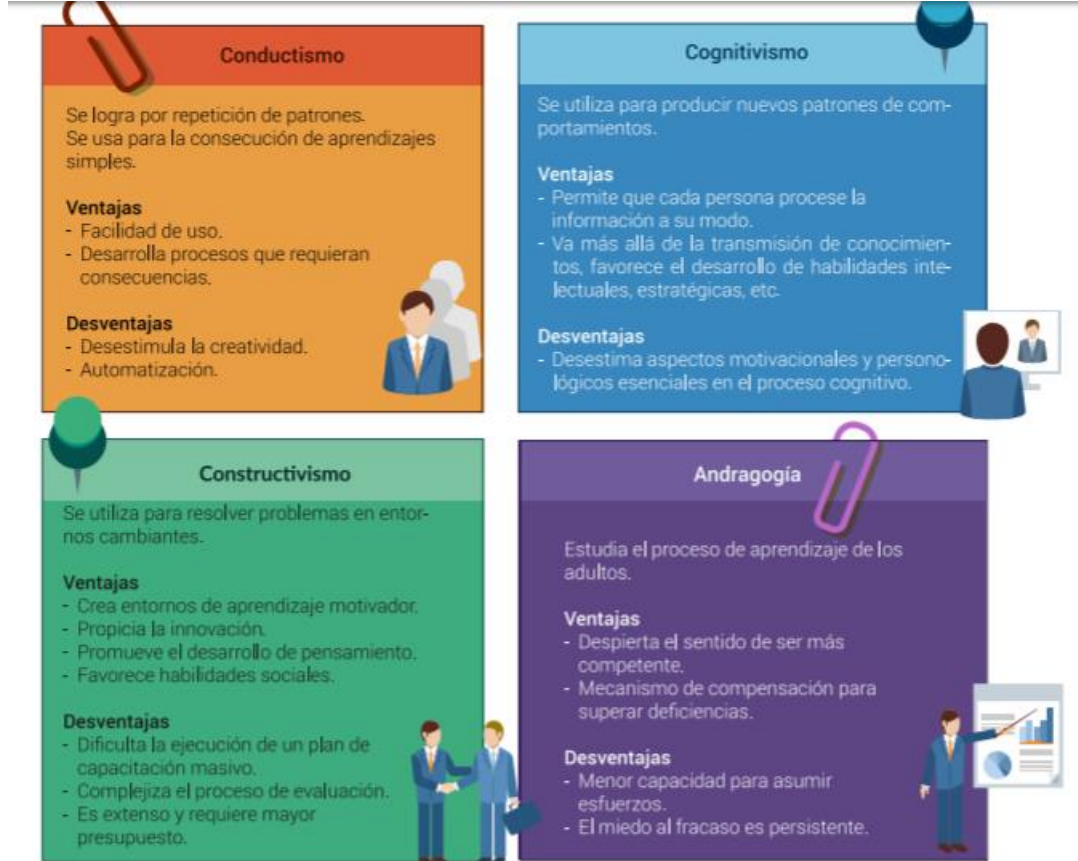 Conductismo
Se logra por repetición de patrones.
Se usa para la consecución de aprendizajes
simples.
Ventajas
- Facilidad de uso.
- Desarrolla procesos que requieran
consecuencias.
Desventajas
- Desestimula la creatividad.
- Automatización.
Cognitivismo
Se utiliza para producir nuevos patrones de com-
portamientos.
Ventajas
- Permite que cada persona procese la
información a su modo.
- Va más allá de la transmisión de conocimien-
tos, favorece el desarrollo de habilidades inte-
lectuales, estratégicas, etc.
Desventajas
- Desestima aspectos motivacionales y perso­no-
lógicos esenciales en el proceso cognitivo.
Constructivismo
Se utiliza para resolver problemas en entor-
nos cambiantes.
Ventajas
- Crea entornos de aprendizaje motivador.
- Propicia la innovación.
- Promueve el desarrollo de pensamiento.
- Favorece habilidades sociales.
Desventajas
- Dificulta la ejecución de un plan de
capacitación masivo.
- Complejiza el proceso de evaluación.
- Es extenso y requiere mayor
presupuesto.
Andragogía
Estudia el proceso de aprendizaje de los
adultos.
Ventajas
- Despierta el sentido de ser más
competente.
- Mecanismo de compensación para
superar deficiencias.
Desventajas
- Menor capacidad para asumir
esfuerzos.
- El miedo al fracaso es persistente.